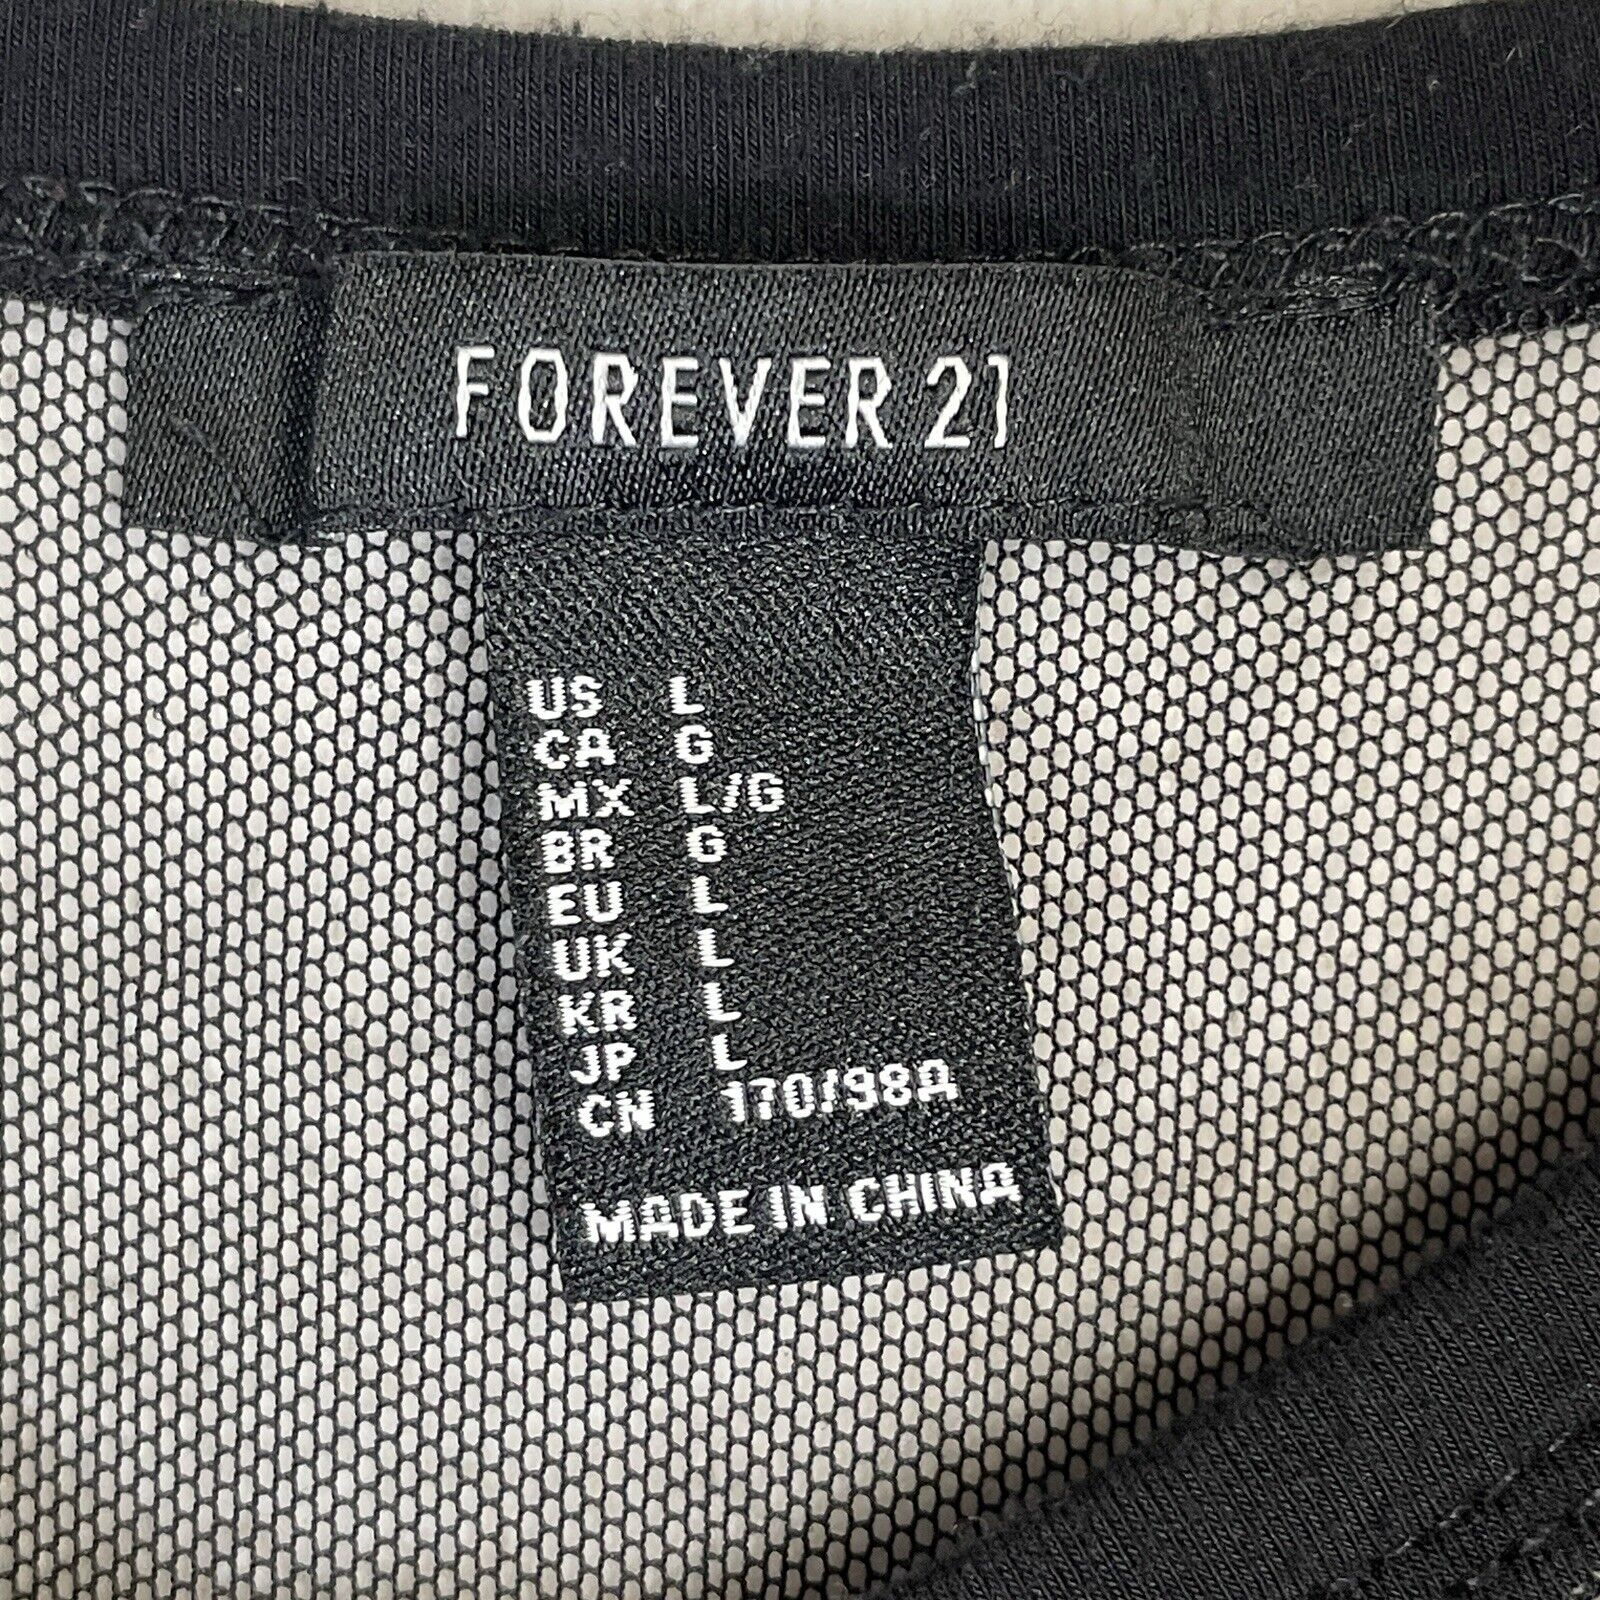 FOREVER 21
US L
CA G
MX L/G
BR G
EU L
UK L
KR L
JP L
CN 170/98A
MADE IN CHINA